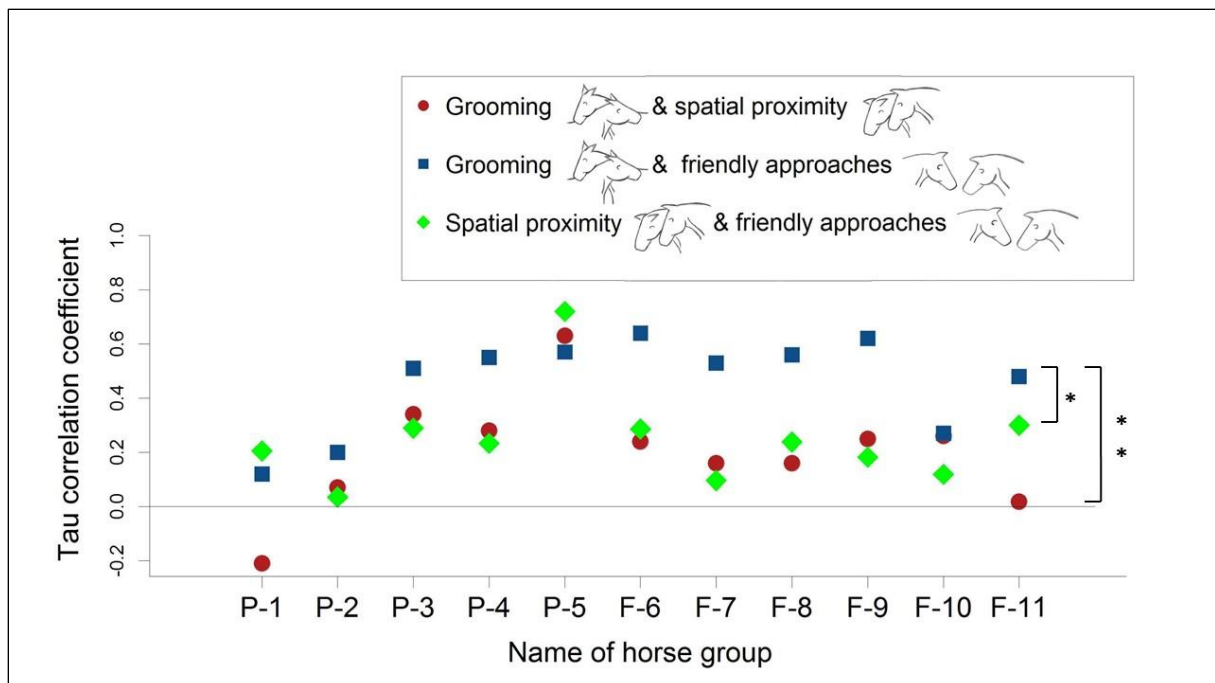 Grooming & spatial proximity
Grooming & friendly approaches
Spatial proximity & friendly approaches
Tau correlation coefficient
1.0
0.8
0.6
0.4
0.2
0.0
-0.2
*
*
*
P-1 P-2 P-3 P-4 P-5 F-6 F-7 F-8 F-9 F-10 F-11
Name of horse group